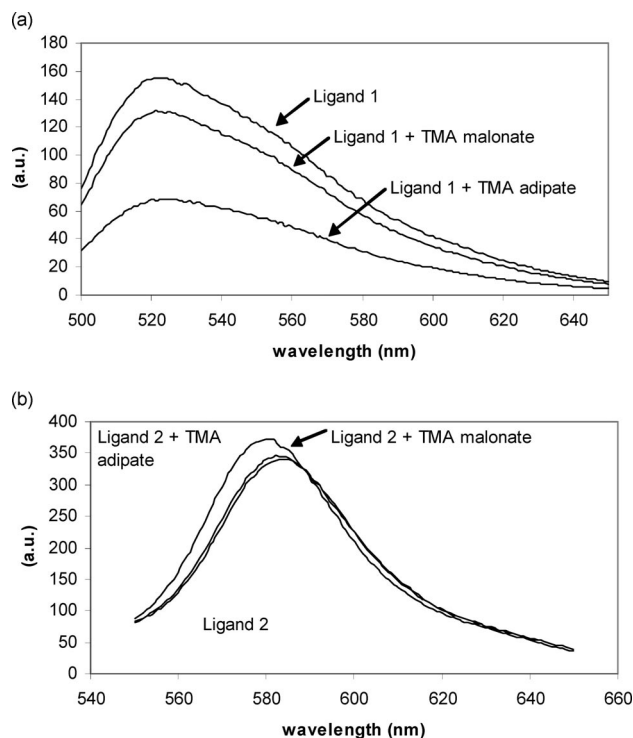 (a)
180
160
140
120
100
80
60
40
20
0
(a.u.)
Ligand 1
Ligand 1 + TMA malonate
Ligand 1 + TMA adipate
500 520 540 560 580 600 620 640
wavelength (nm)
(b)
400
350
300
250
200
150
100
50
0
(a.u.)
Ligand 2 + TMA
adipate
Ligand 2 + TMA malonate
Ligand 2
540 560 580 600 620 640 660
wavelength (nm)